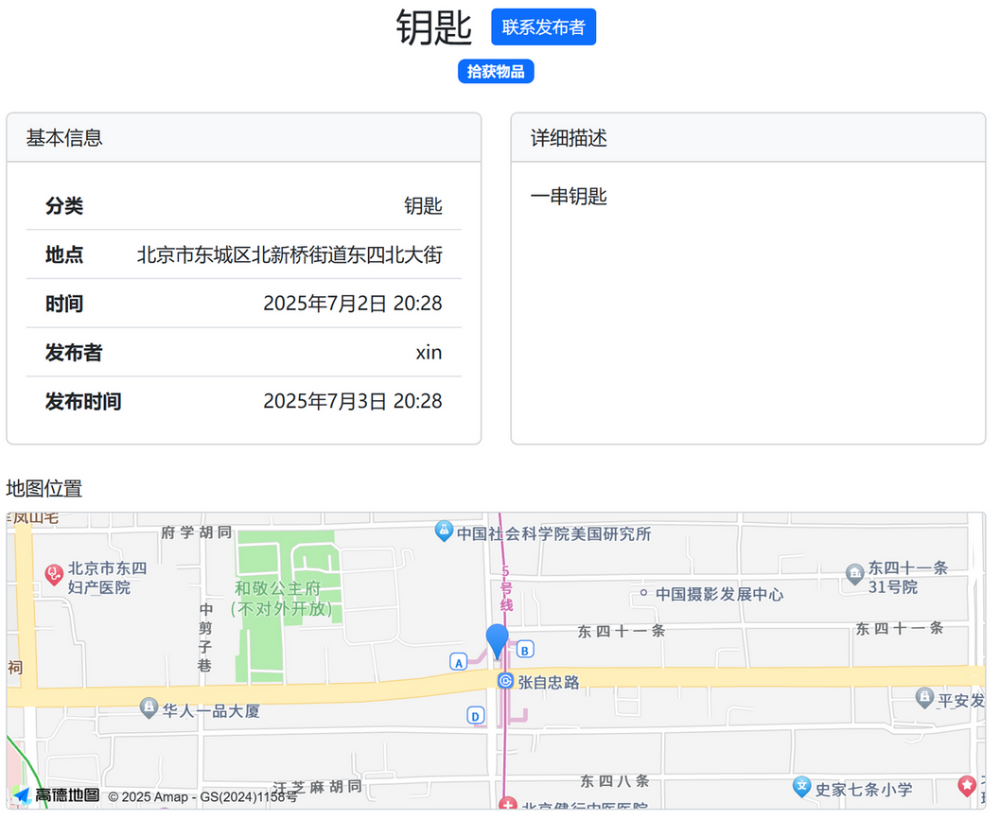 钥匙 联系发布者
拾获物品
基本信息
分类 钥匙
地点 北京市东城区北新桥街道东四北大街
时间 2025年7月2日 20:28
发布者 xin
发布时间 2025年7月3日 20:28
详细描述
一串钥匙
地图位置
凤山宅
府学胡同
中国社会科学院美国研究所
北京市东四
妇产医院
和敬公主府
(不对外开放)
中剪子巷
5号线
中国摄影发展中心
东四十一条
31号院
东四十一条
东四十一条
祠
A
B
张自忠路
D
华人一品大厦
平安发
汪芝麻胡同
东四八条
史家七条小学
北京健行中医医院
高德地图 © 2025 Amap - GS(2024)1158号